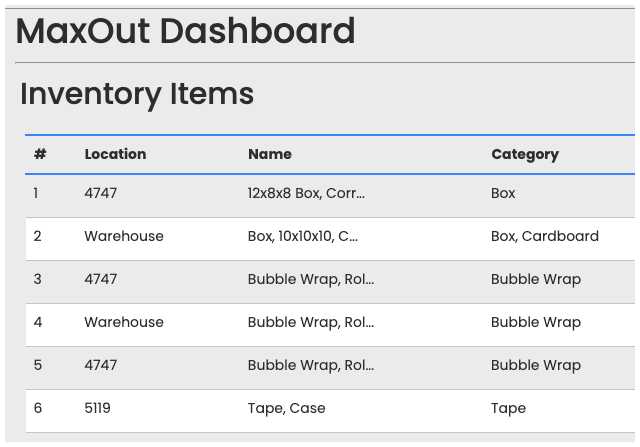 MaxOut Dashboard
Inventory Items
# Location Name Category
1 4747 12x8x8 Box, Corr... Box
2 Warehouse Box, 10x10x10, C... Box, Cardboard
3 4747 Bubble Wrap, Rol... Bubble Wrap
4 Warehouse Bubble Wrap, Rol... Bubble Wrap
5 4747 Bubble Wrap, Rol... Bubble Wrap
6 5119 Tape, Case Tape